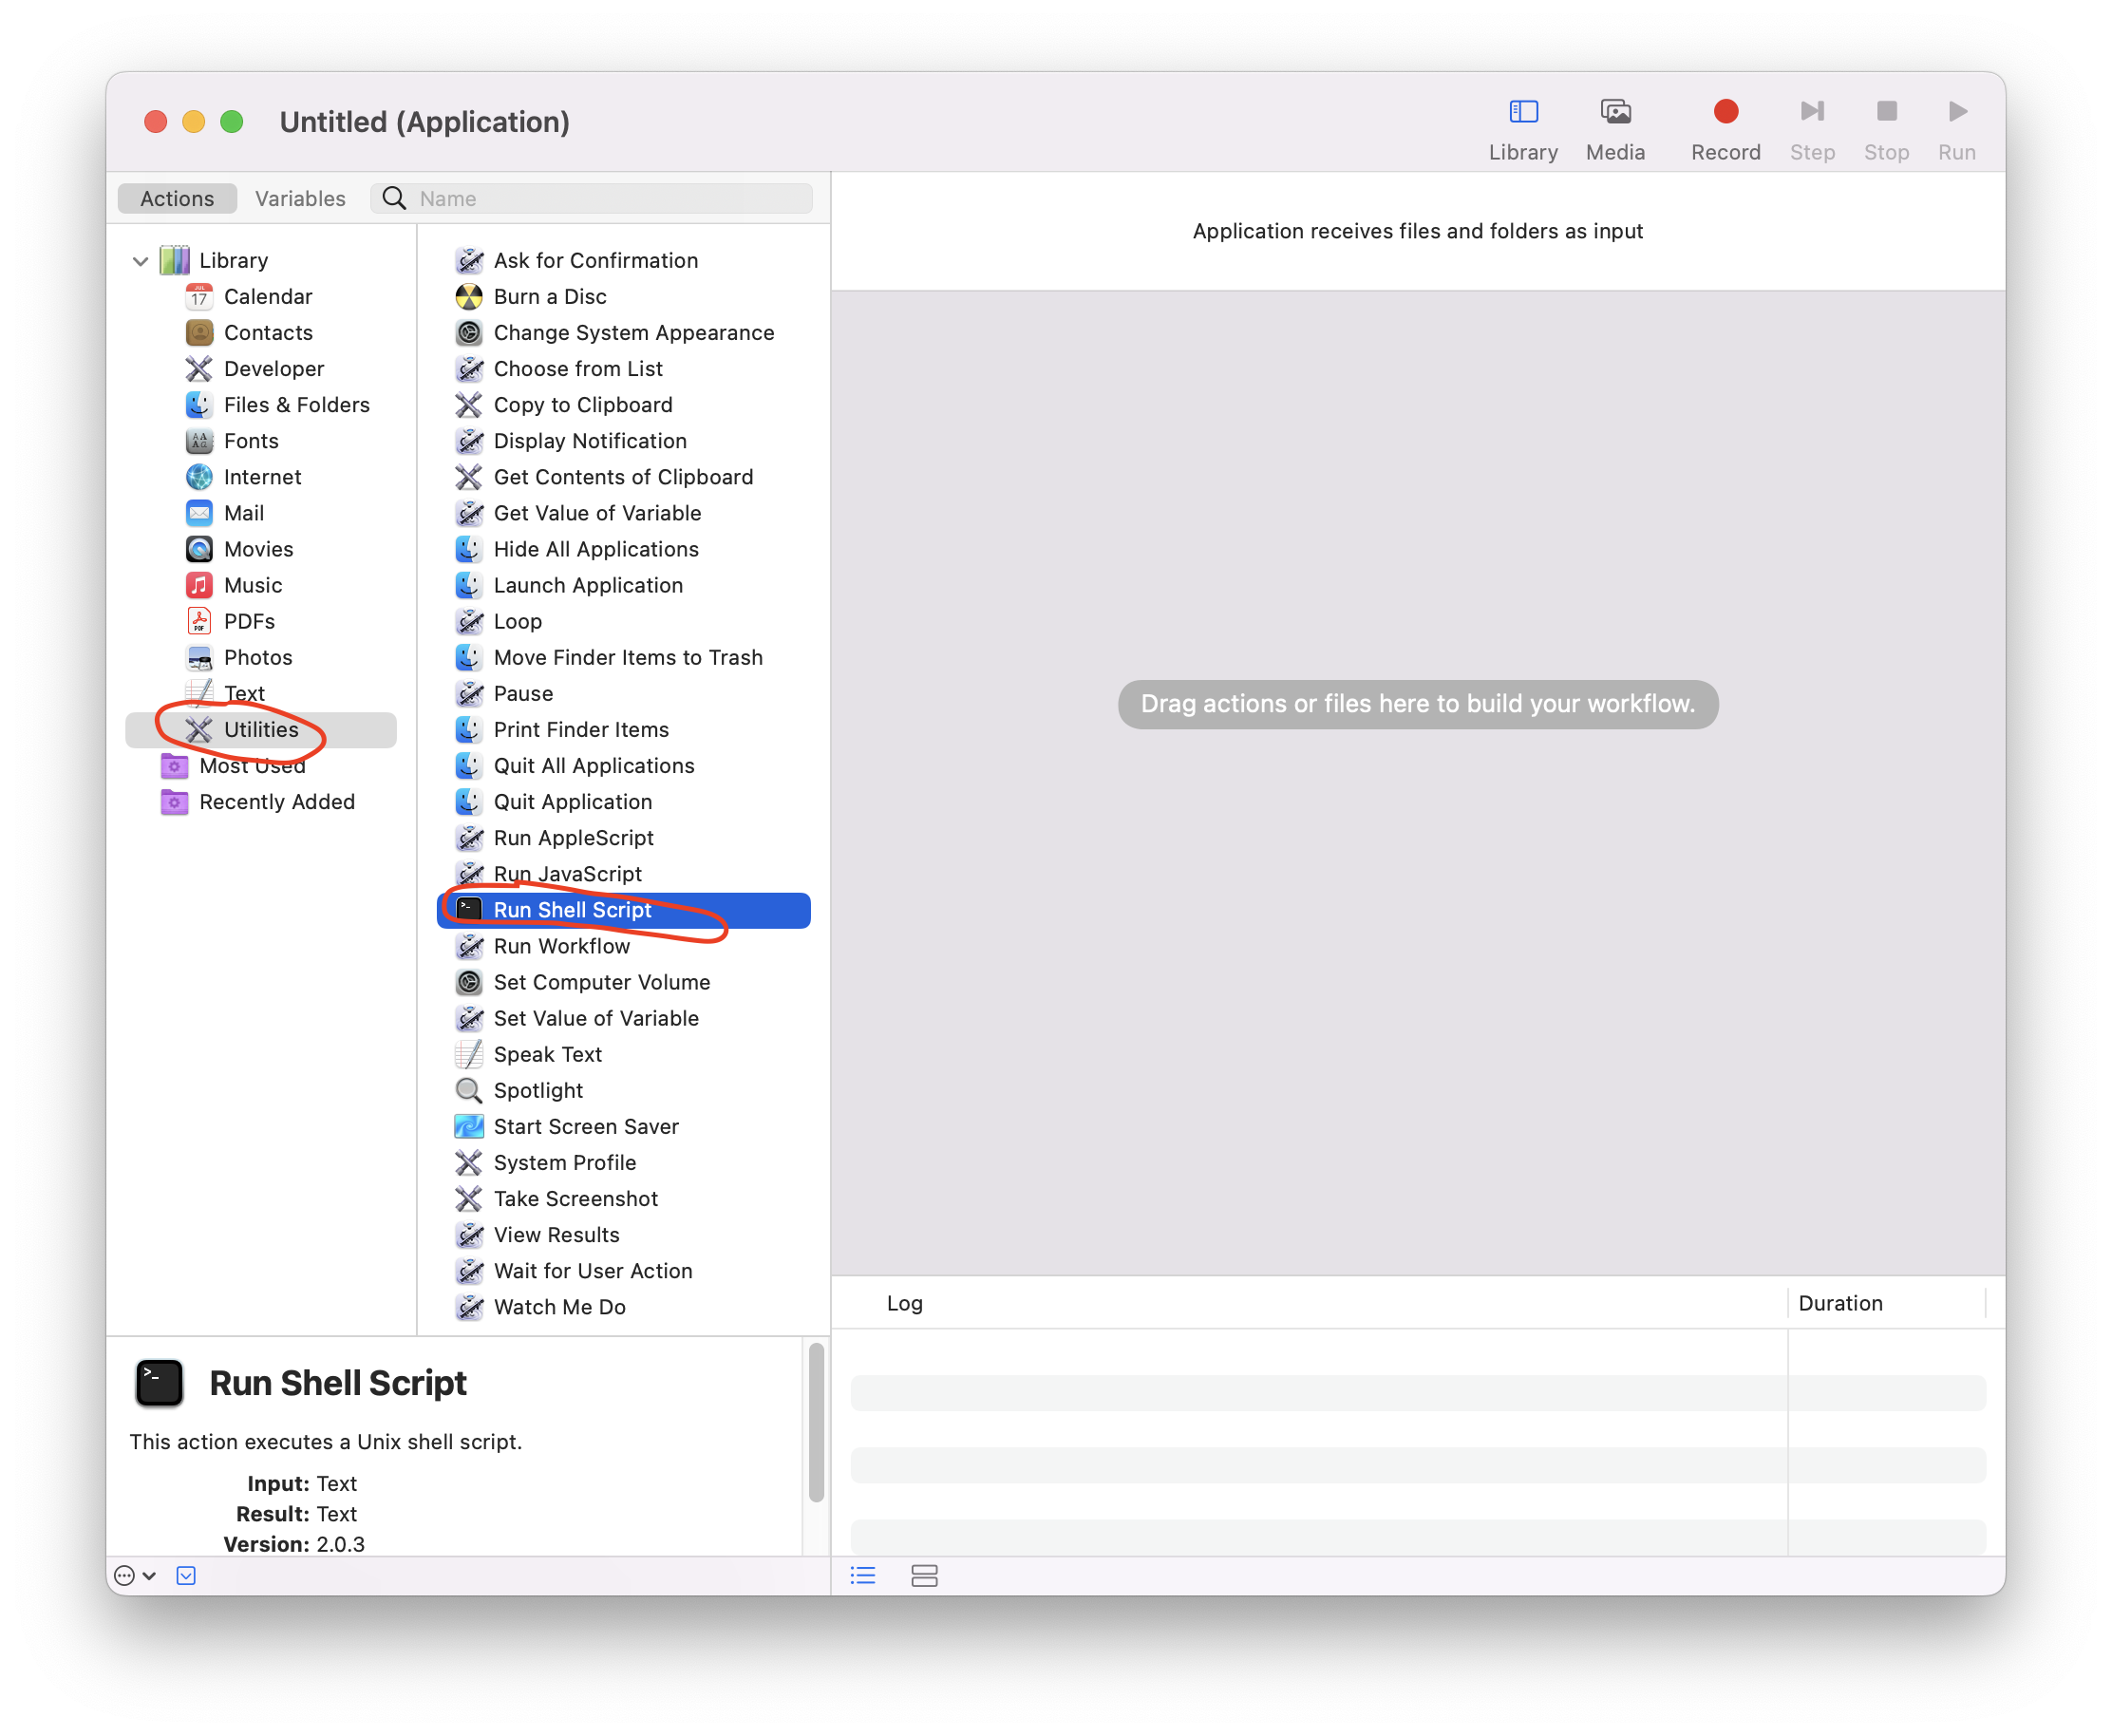 Untitled (Application)
Library
Media
Record
Step
Stop
Run
Actions
Variables
Name
Library
JUL
17
Calendar
Contacts
Developer
Files & Folders
Fonts
Internet
Mail
Movies
Music
PDF
PDFs
Photos
Text
Utilities
Most Used
Recently Added
Ask for Confirmation
Burn a Disc
Change System Appearance
Choose from List
Copy to Clipboard
Display Notification
Get Contents of Clipboard
Get Value of Variable
Hide All Applications
Launch Application
Loop
Move Finder Items to Trash
Pause
Print Finder Items
Quit All Applications
Quit Application
Run AppleScript
Run JavaScript
Run Shell Script
Run Workflow
Set Computer Volume
Set Value of Variable
Speak Text
Spotlight
Start Screen Saver
System Profile
Take Screenshot
View Results
Wait for User Action
Watch Me Do
Run Shell Script
This action executes a Unix shell script.
Input: Text
Result: Text
Version: 2.0.3
Application receives files and folders as input
Drag actions or files here to build your workflow.
Log
Duration